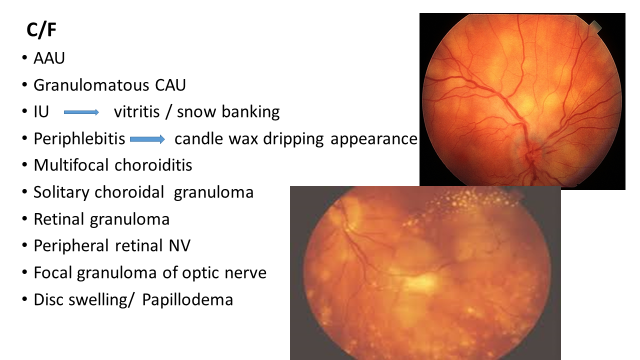 C/F
• AAU
• Granulomatous CAU
• IU vitritis / snow banking
• Periphlebitis candle wax dripping appearance
• Multifocal choroiditis
• Solitary choroidal granuloma
• Retinal granuloma
• Peripheral retinal NV
• Focal granuloma of optic nerve
• Disc swelling/ Papillodema